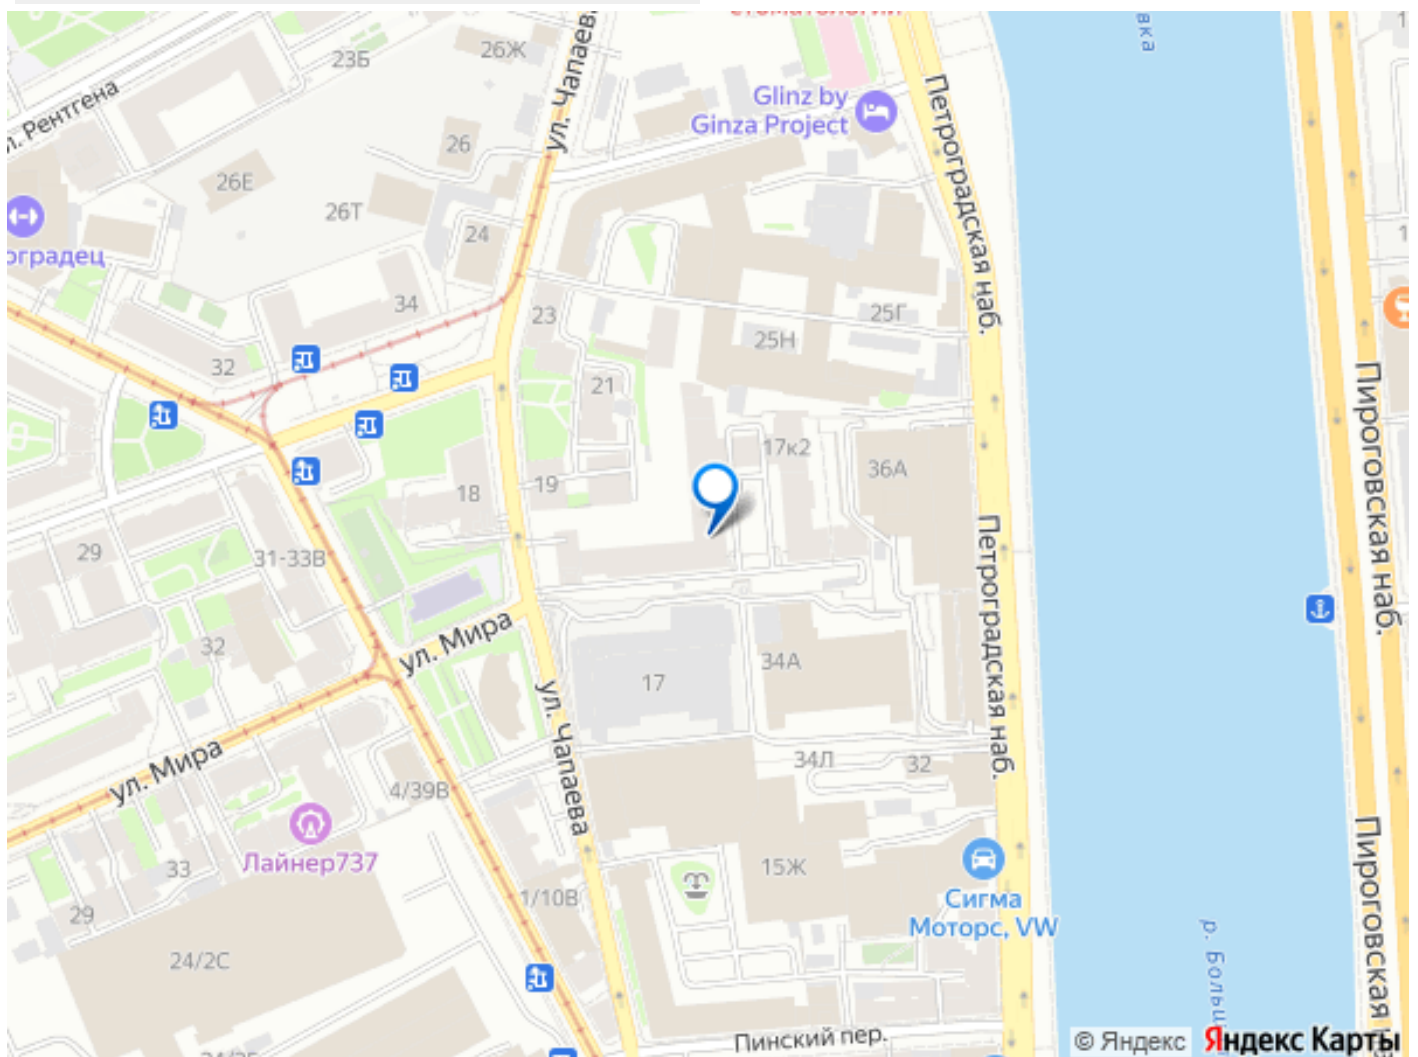 стоматологии
26Ж
23Б
ул. Чапаева
вка
Glinz by
Ginza Project
л. Рентгена
Петроградская наб.
26
26Е
26Т
24
оградец
34
23
25Г
25Н
32
21
Пироговская наб.
17к2
36А
18
19
29
31-33В
Петроградская наб.
ул. Мира
32
34А
17
ул. Чапаева
ул. Мира
34Л
32
4/39В
Лайнер737
33
15Ж
1/10В
Сигма
Моторс, VW
29
24/2С
Пироговская
р. Больш
Пинский пер.
© Яндекс Яндекс Карты